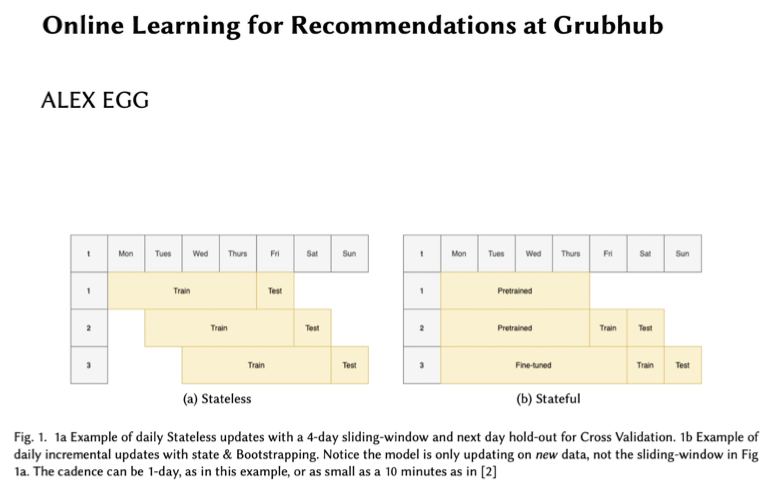 Online Learning for Recommendations at Grubhub
ALEX EGG
1 Mon Tues Wed Thurs Fri Sat Sun
1 Train Test
2 Train Test
3 Train Test
(a) Stateless
1 Mon Tues Wed Thurs Fri Sat Sun
1 Pretrained
2 Pretrained Train Test
3 Fine-tuned Train Test
(b) Stateful
Fig. 1. 1a Example of daily Stateless updates with a 4-day sliding-window and next day hold-out for Cross Validation. 1b Example of
daily incremental updates with state & Bootstrapping. Notice the model is only updating on new data, not the sliding-window in Fig
1a. The cadence can be 1-day, as in this example, or as small as a 10 minutes as in [2]